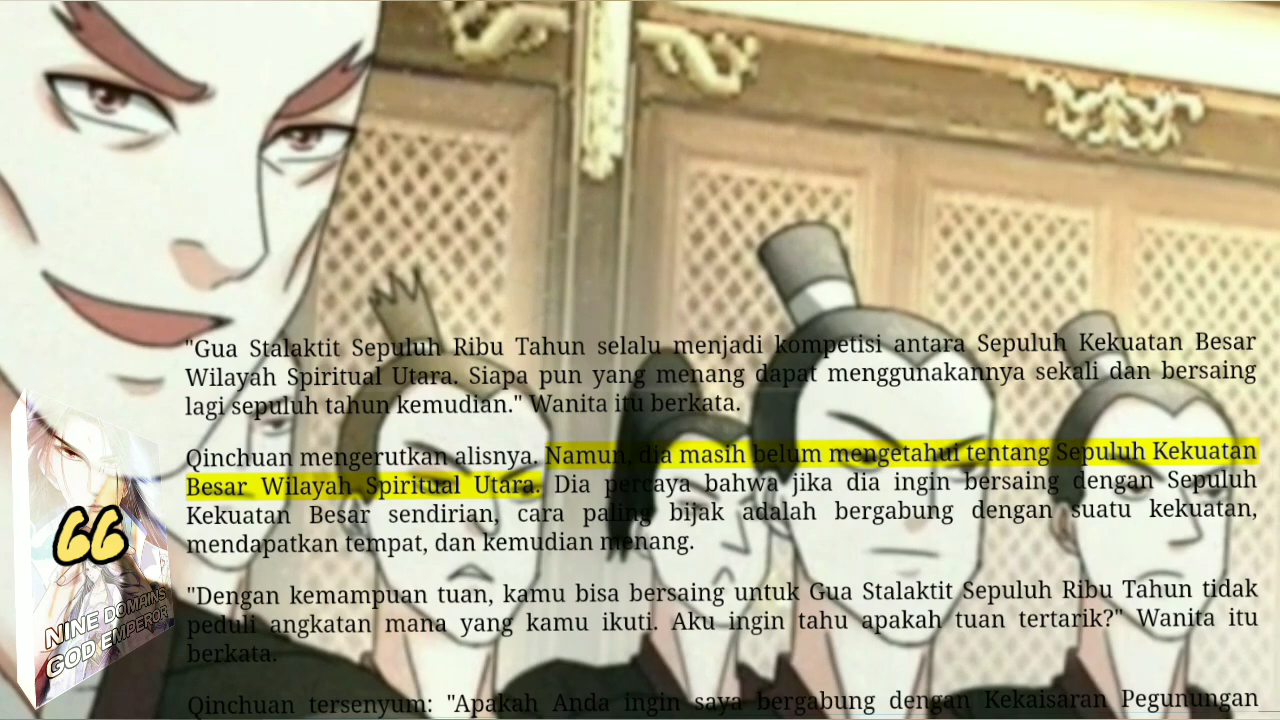 "Gua Stalaktit Sepuluh Ribu Tahun selalu menjadi kompetisi antara Sepuluh Kekuatan Besar
Wilayah Spiritual Utara. Siapa pun yang menang dapat menggunakannya sekali dan bersaing
lagi sepuluh tahun kemudian." Wanita itu berkata.
Qinchuan mengerutkan alisnya. Namun, dia masih belum mengetahui tentang Sepuluh Kekuatan
Besar Wilayah Spiritual Utara. Dia percaya bahwa jika dia ingin bersaing dengan Sepuluh
Kekuatan Besar sendirian, cara paling bijak adalah bergabung dengan suatu kekuatan,
mendapatkan tempat, dan kemudian menang.
"Dengan kemampuan tuan, kamu bisa bersaing untuk Gua Stalaktit Sepuluh Ribu Tahun tidak
peduli angkatan mana yang kamu ikuti. Aku ingin tahu apakah tuan tertarik?" Wanita itu
berkata.
Qinchuan tersenyum: "Apakah Anda ingin saya bergabung dengan Kekaisaran Pegunungan
66
NINE DOMAINS
GOD EMPEROR